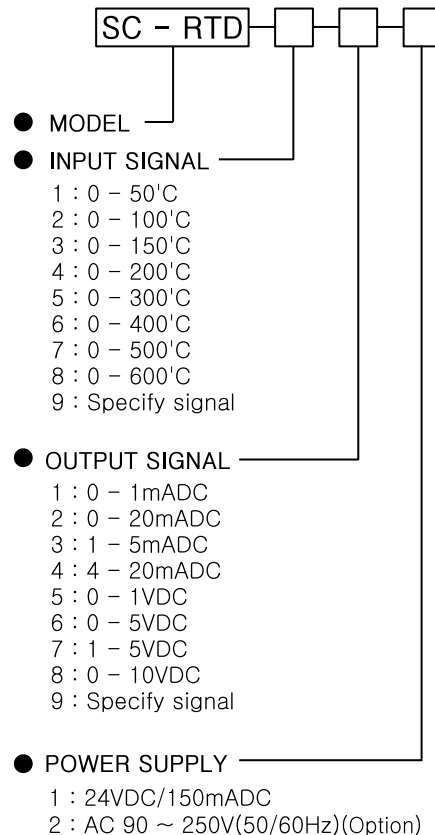 SC - RTD
● MODEL
● INPUT SIGNAL
1 : 0 - 50'C
2 : 0 - 100'C
3 : 0 - 150'C
4 : 0 - 200'C
5 : 0 - 300'C
6 : 0 - 400'C
7 : 0 - 500'C
8 : 0 - 600'C
9 : Specify signal
● OUTPUT SIGNAL
1 : 0 - 1mADC
2 : 0 - 20mADC
3 : 1 - 5mADC
4 : 4 - 20mADC
5 : 0 - 1VDC
6 : 0 - 5VDC
7 : 1 - 5VDC
8 : 0 - 10VDC
9 : Specify signal
● POWER SUPPLY
1 : 24VDC/150mADC
2 : AC 90 ~ 250V(50/60Hz)(Option)